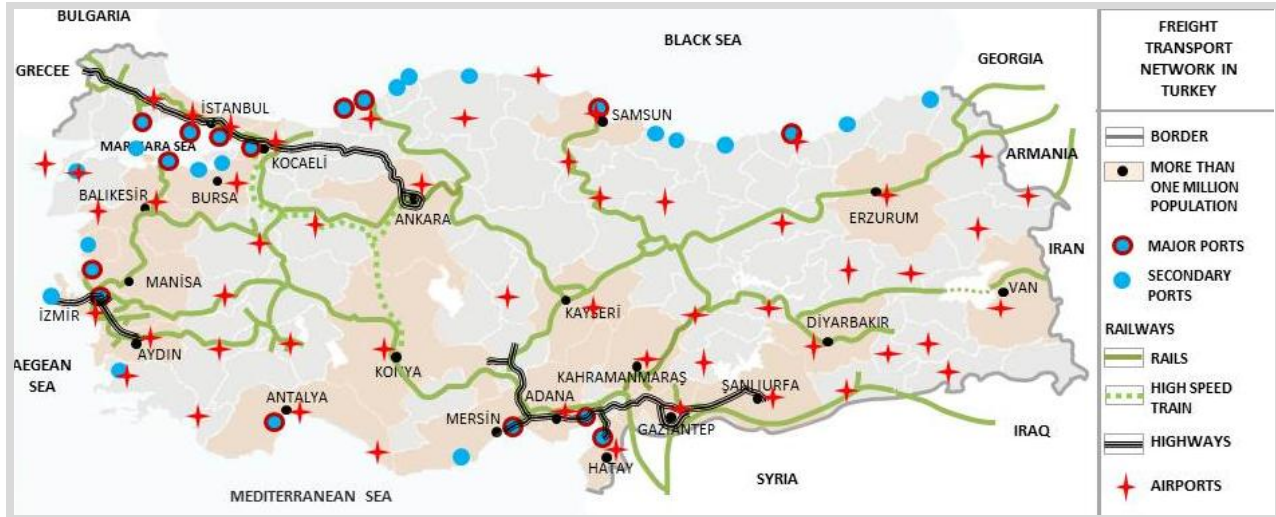 BULGARIA
BLACK SEA
GRECEE
GEORGIA
İSTANBUL
SAMSUN
MARMARA SEA
KOCAELİ
ARMANIA
BALIKESİR
BURSA
ANKARA
ERZURUM
IRAN
MANİSA
VAN
İZMİR
KAYSERİ
DİYARBAKIR
AYDIN
AEGEAN
SEA
KONYA
KAHRAMANMARAŞ
ŞANLIURFA
ANTALYA
ADANA
MERSİN
GAZİANTEP
IRAQ
HATAY
SYRIA
MEDITERRANEAN SEA
FREIGHT
TRANSPORT
NETWORK IN
TURKEY
BORDER
MORE THAN
ONE MILLION
POPULATION
MAJOR PORTS
SECONDARY
PORTS
RAILWAYS
RAILS
HIGH SPEED
TRAIN
HIGHWAYS
AIRPORTS